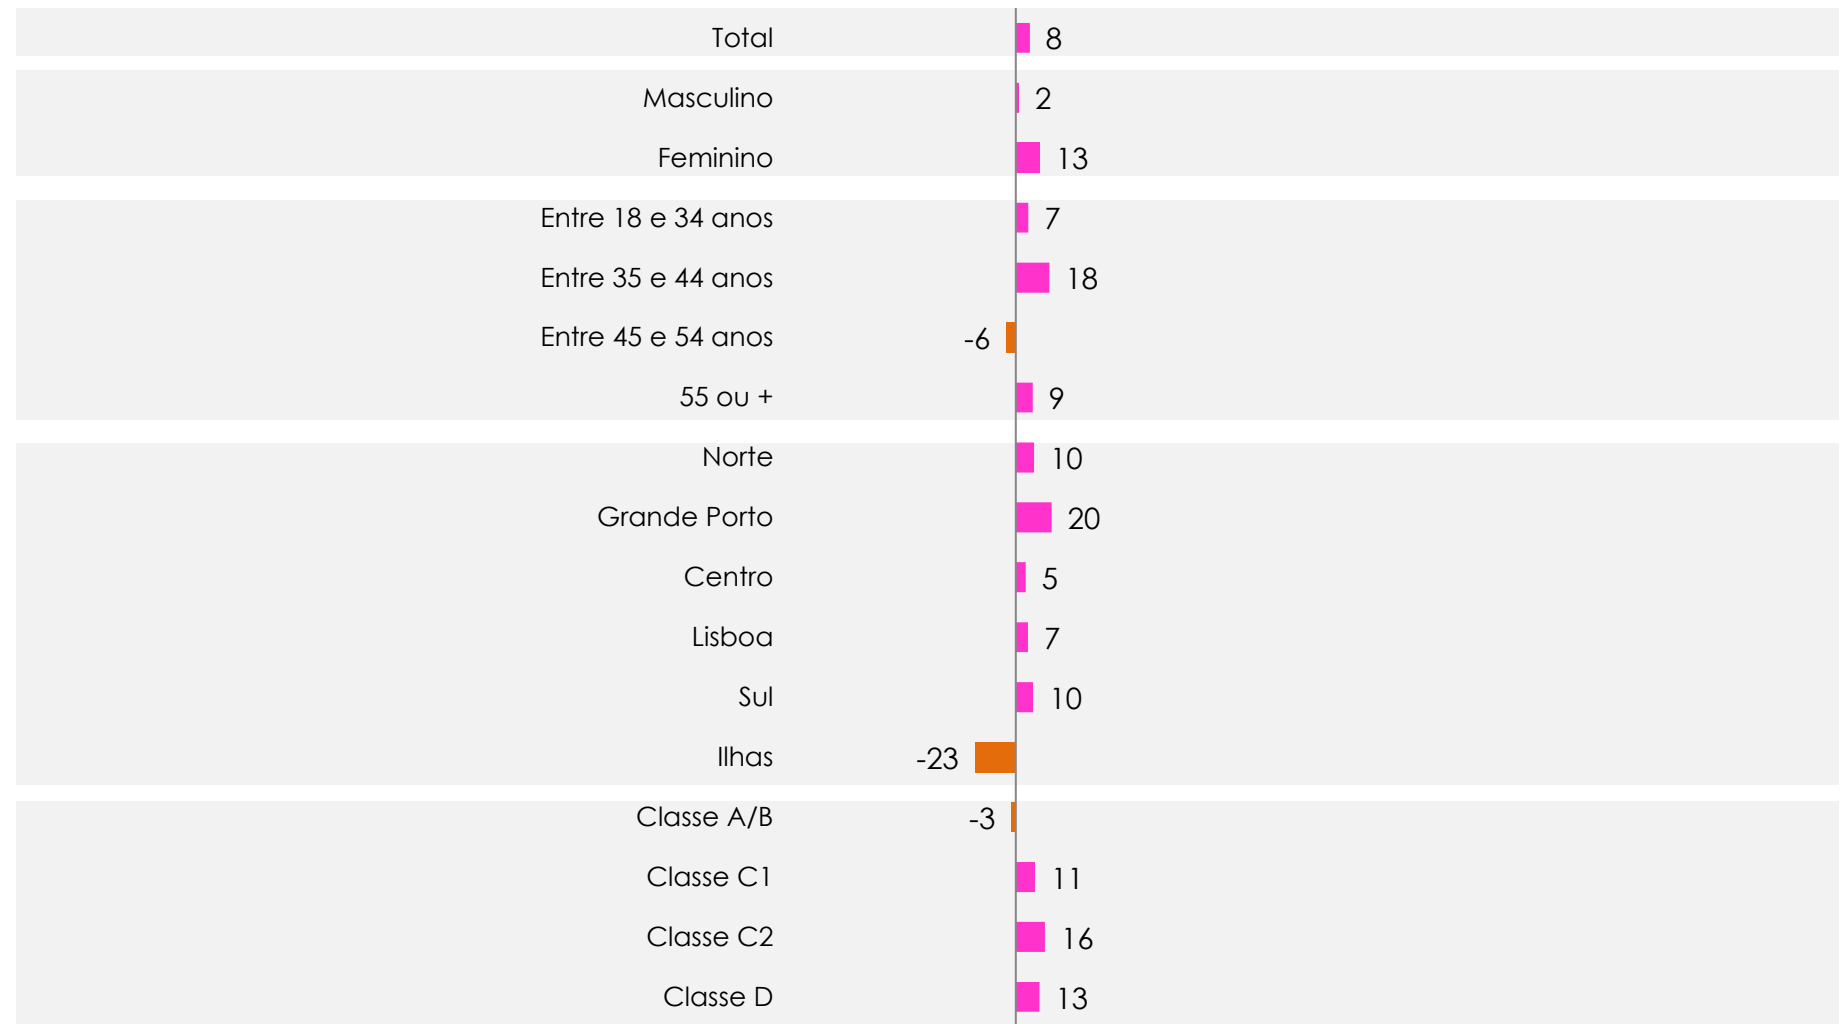 Total 8
Masculino 2
Feminino 13
Entre 18 e 34 anos 7
Entre 35 e 44 anos 18
Entre 45 e 54 anos -6
55 ou + 9
Norte 10
Grande Porto 20
Centro 5
Lisboa 7
Sul 10
Ilhas -23
Classe A/B -3
Classe C1 11
Classe C2 16
Classe D 13